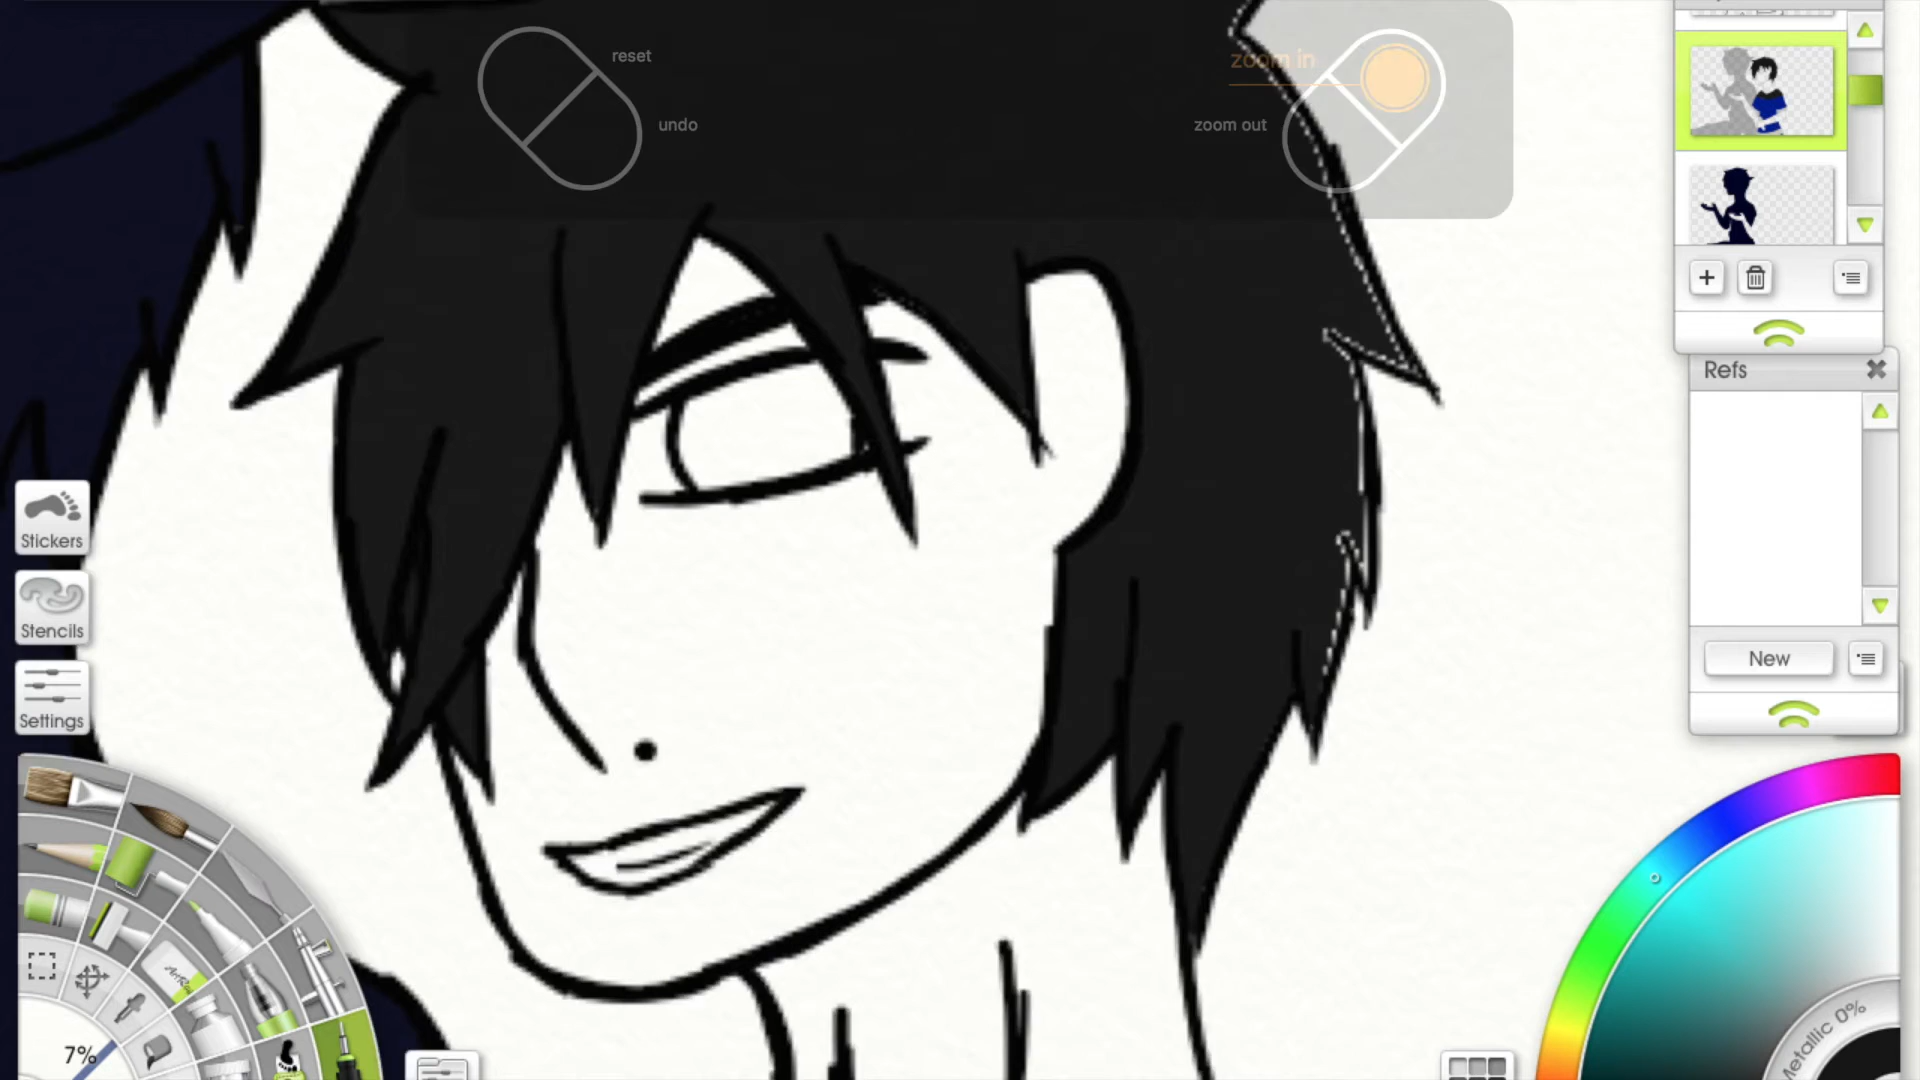 reset
undo
zoom in
zoom out
Refs
New
Stickers
Stencils
Settings
7%
Metallic 0%